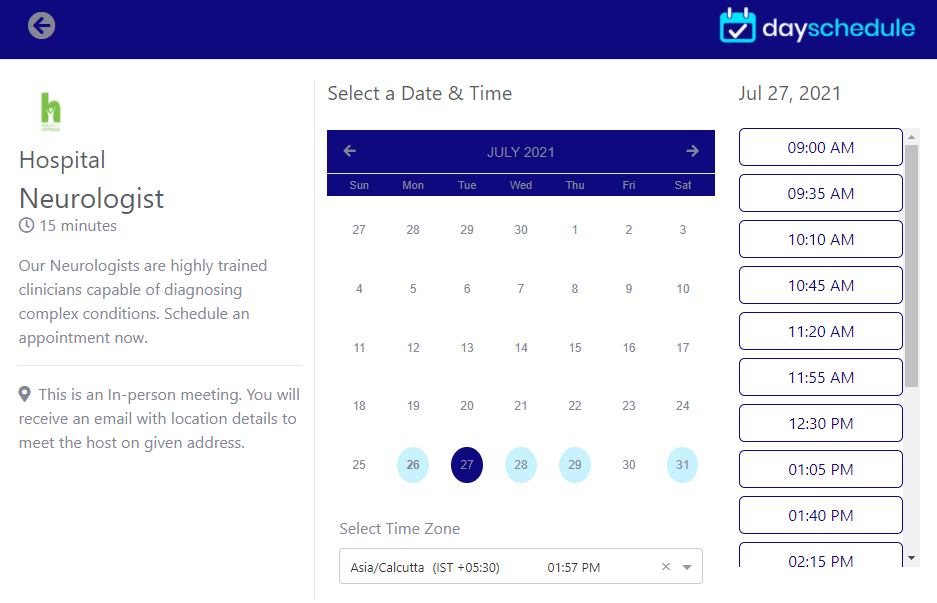 dayschedule
h
Hospital
Neurologist
15 minutes
Our Neurologists are highly trained
clinicians capable of diagnosing
complex conditions. Schedule an
appointment now.
This is an In-person meeting. You will
receive an email with location details to
meet the host on given address.
Select a Date & Time
JULY 2021
Sun Mon Tue Wed Thu Fri Sat
27 28 29 30 1 2 3
4 5 6 7 8 9 10
11 12 13 14 15 16 17
18 19 20 21 22 23 24
25 26 27 28 29 30 31
Select Time Zone
Asia/Calcutta (IST +05:30) 01:57 PM
Jul 27, 2021
09:00 AM
09:35 AM
10:10 AM
10:45 AM
11:20 AM
11:55 AM
12:30 PM
01:05 PM
01:40 PM
02:15 PM